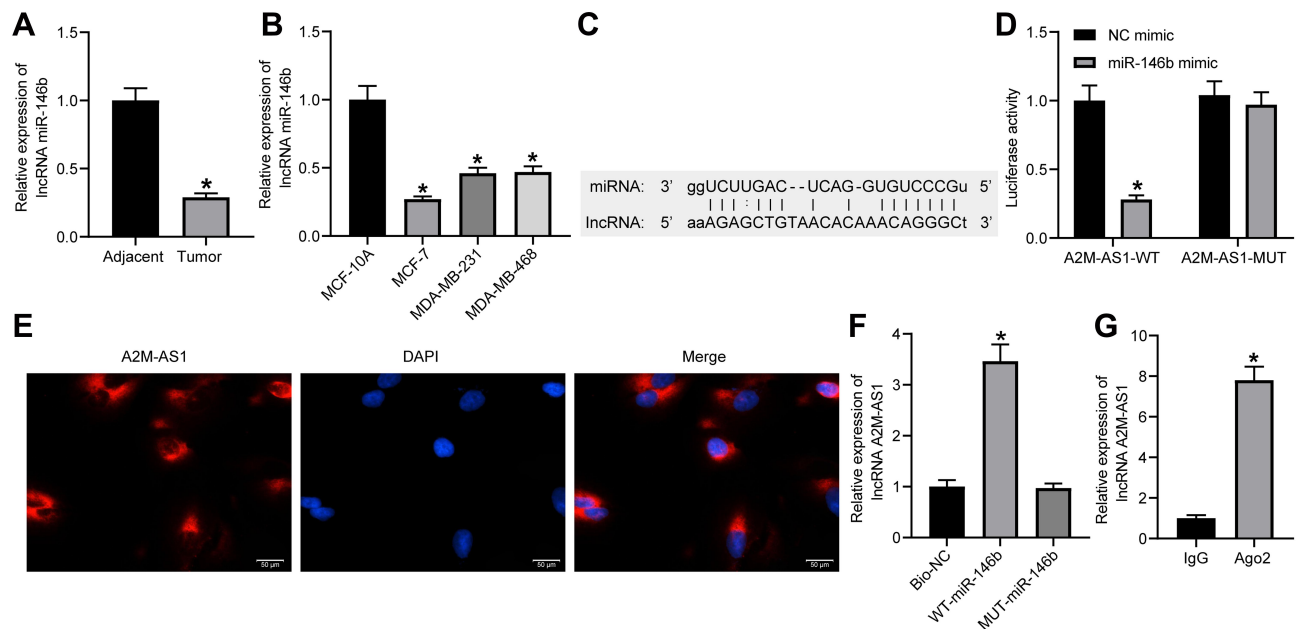 A
Relative expression of
lncRNA miR-146b
1.5
1.0
0.5
0.0
Adjacent Tumor
*
B
Relative expression of
lncRNA miR-146b
1.5
1.0
0.5
0.0
* * *
MCF-10A
MCF-7
MDA-MB-231
MDA-MB-468
C
miRNA: 3’ ggUCUUGAC--UCAG-GUGUCCCGu 5’
| | | : | | | | | | | | | | | |
lncRNA: 5’ aaAGAGCTGTAACACAAACAGGGCt 3’
D
NC mimic
miR-146b mimic
Luciferase activity
1.5
1.0
0.5
0.0
*
A2M-AS1-WT A2M-AS1-MUT
E
A2M-AS1 DAPI Merge
50 μm 50 μm 50 μm
F
Relative expression of
lncRNA A2M-AS1
4
3
2
1
0
*
Bio-NC
WT-miR-146b
MUT-miR-146b
G
Relative expression of
lncRNA A2M-AS1
10
8
6
4
2
0
*
IgG Ago2